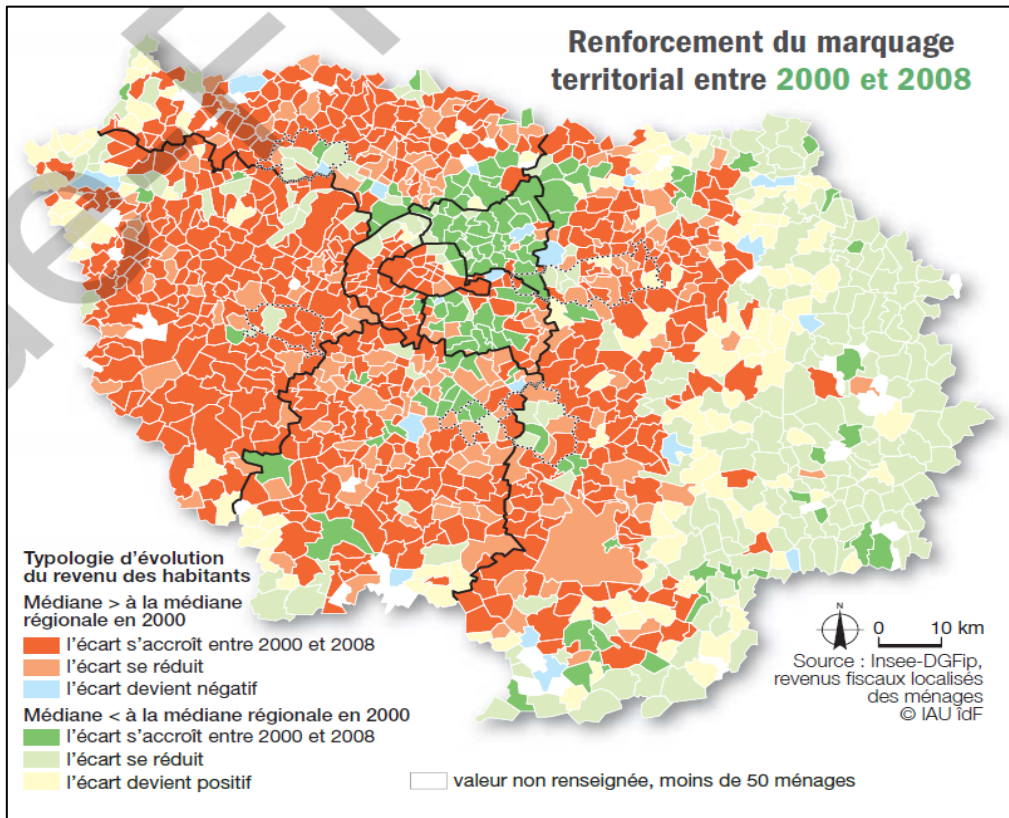 Renforcement du marquage
territorial entre 2000 et 2008
Typologie d'évolution
du revenu des habitants
Médiane > à la médiane
régionale en 2000
l'écart s'accroît entre 2000 et 2008
l'écart se réduit
l'écart devient négatif
Médiane < à la médiane régionale en 2000
l'écart s'accroît entre 2000 et 2008
l'écart se réduit
l'écart devient positif
valeur non renseignée, moins de 50 ménages
N
0 10 km
Source : Insee-DGFip,
revenus fiscaux localisés
des ménages
© IAU îdF